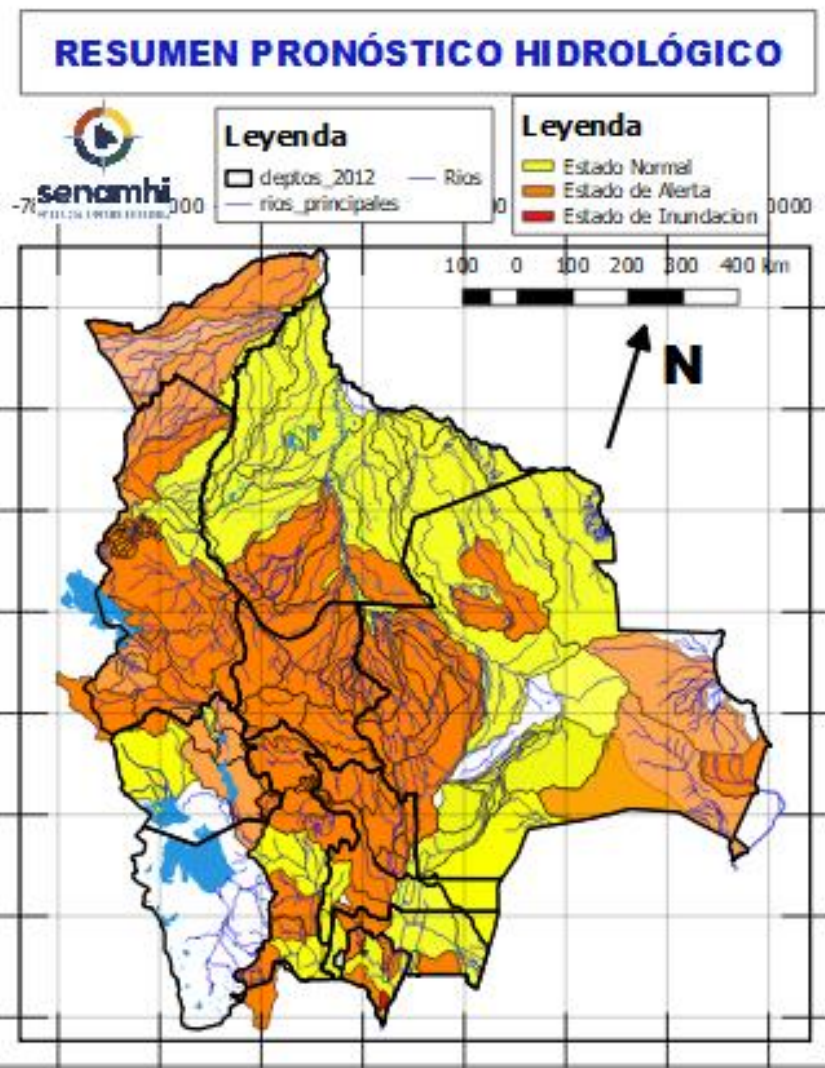 RESUMEN PRONÓSTICO HIDROLÓGICO
senamhi
Leyenda
deptos_2012
Rios
rios_principales
Leyenda
Estado Normal
Estado de Alerta
Estado de Inundacion
100 0 100 200 300 400 km
N